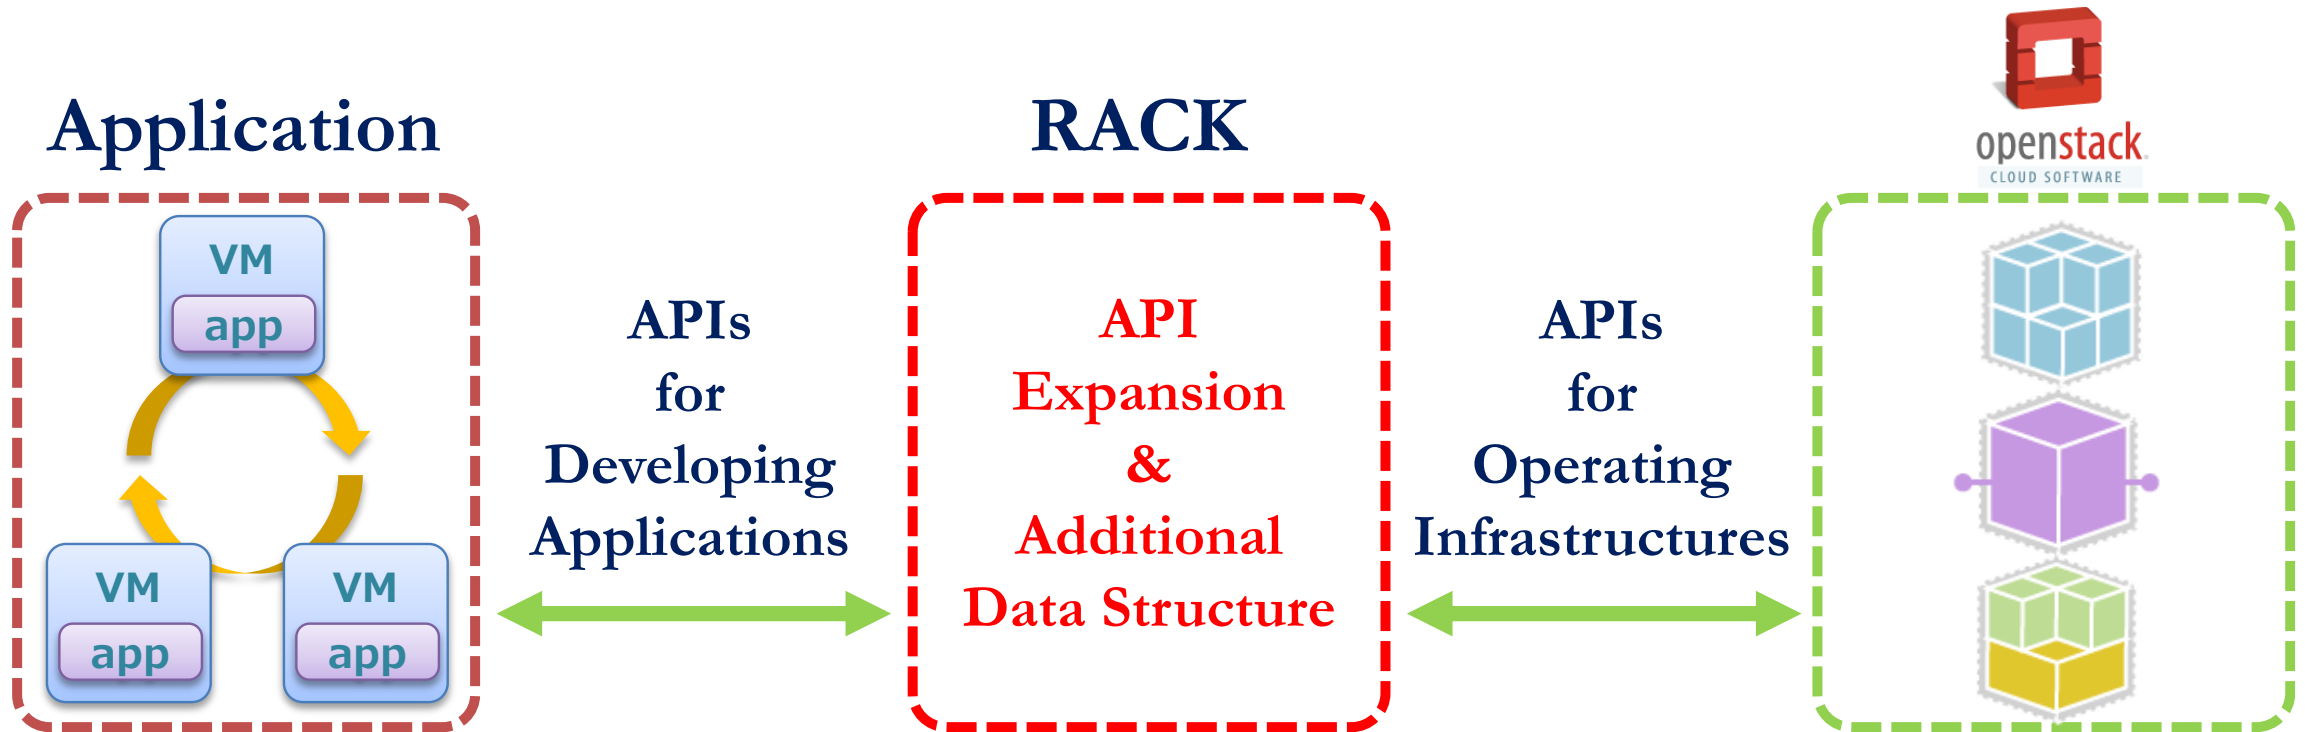 Application
VM
app
VM
app
VM
app
APIs
for
Developing
Applications
RACK
API
Expansion
&
Additional
Data Structure
APIs
for
Operating
Infrastructures
openstack
CLOUD SOFTWARE